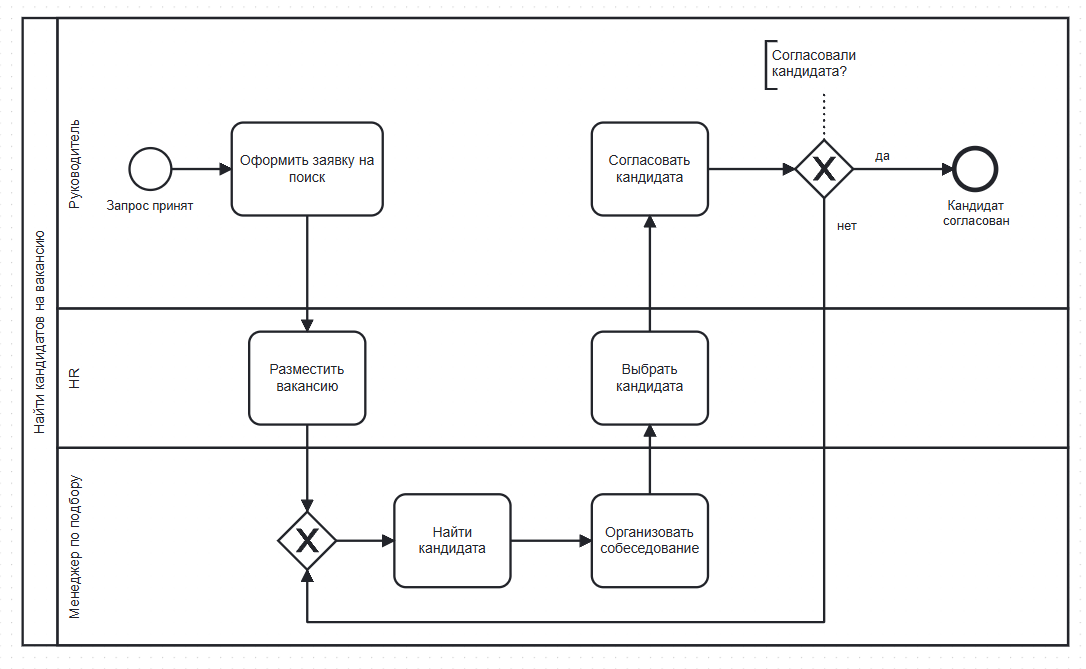 Найти кандидатов на вакансию
Руководитель
Запрос принят
Оформить заявку на
поиск
Согласовать
кандидата
Согласовали
кандидата?
да
нет
Кандидат
согласован
HR
Разместить
вакансию
Выбрать
кандидата
Менеджер по подбору
Найти
кандидата
Организовать
собеседование